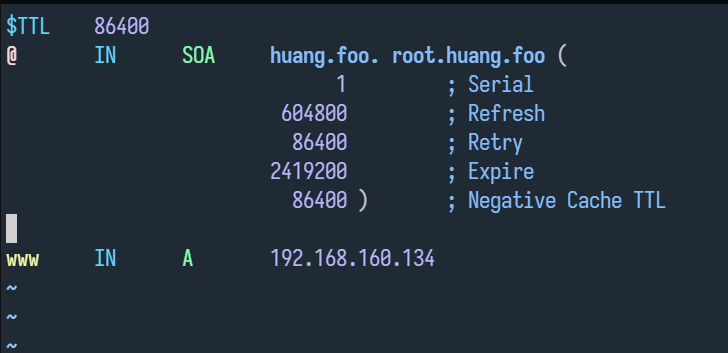 $TTL    86400
@       IN      SOA     huang.foo. root.huang.foo (
                              1         ; Serial
                         604800         ; Refresh
                          86400         ; Retry
                        2419200         ; Expire
                          86400 )       ; Negative Cache TTL
www     IN      A       192.168.160.134
~
~
~